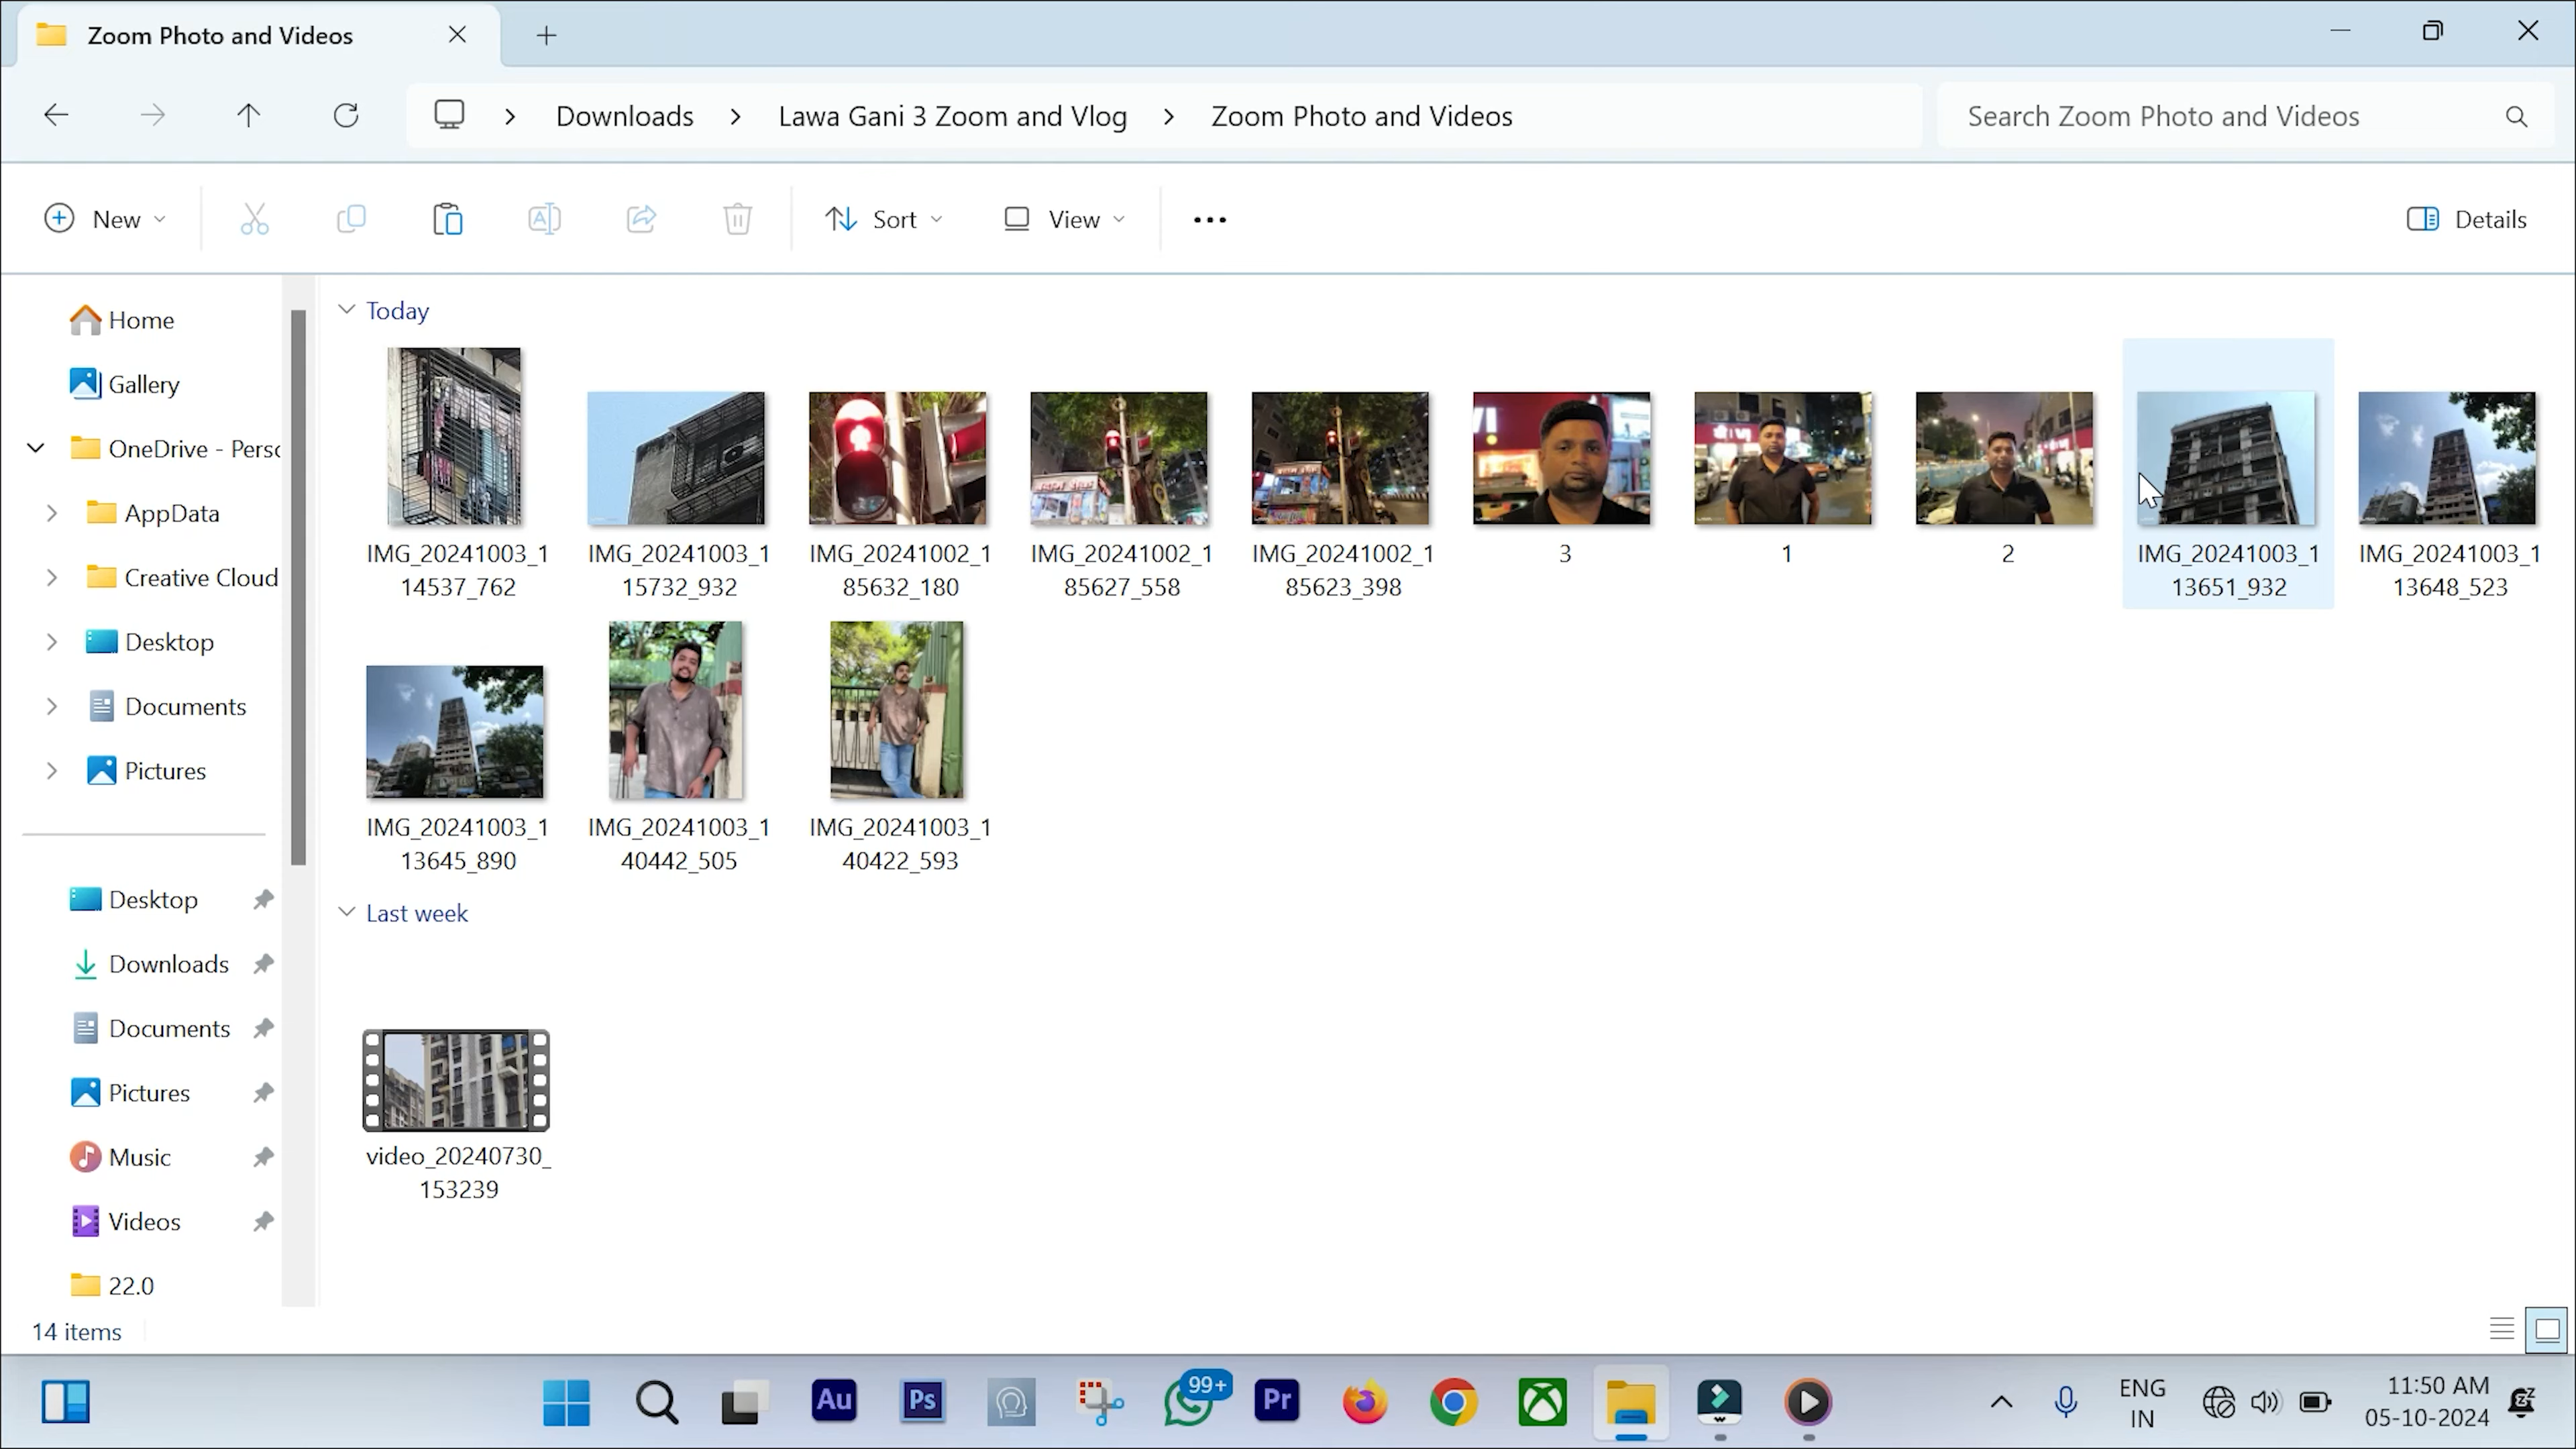 Zoom Photo and Videos
Downloads
Lawa Gani 3 Zoom and Vlog
Zoom Photo and Videos
Search Zoom Photo and Videos
New
Sort
View
Details
Home
Gallery
OneDrive - Persc
AppData
Creative Cloud
Desktop
Documents
Pictures
Desktop
Downloads
Documents
Pictures
Music
Videos
22.0
Today
IMG_20241003_1
14537_762
IMG_20241003_1
15732_932
IMG_20241002_1
85632_180
IMG_20241002_1
85627_558
IMG_20241002_1
85623_398
3
1
2
IMG_20241003_1
13651_932
IMG_20241003_1
13648_523
IMG_20241003_1
13645_890
IMG_20241003_1
40442_505
IMG_20241003_1
40422_593
Last week
video_20240730_
153239
14 items
Au
Ps
99+
Pr
ENG
IN
11:50 AM
05-10-2024